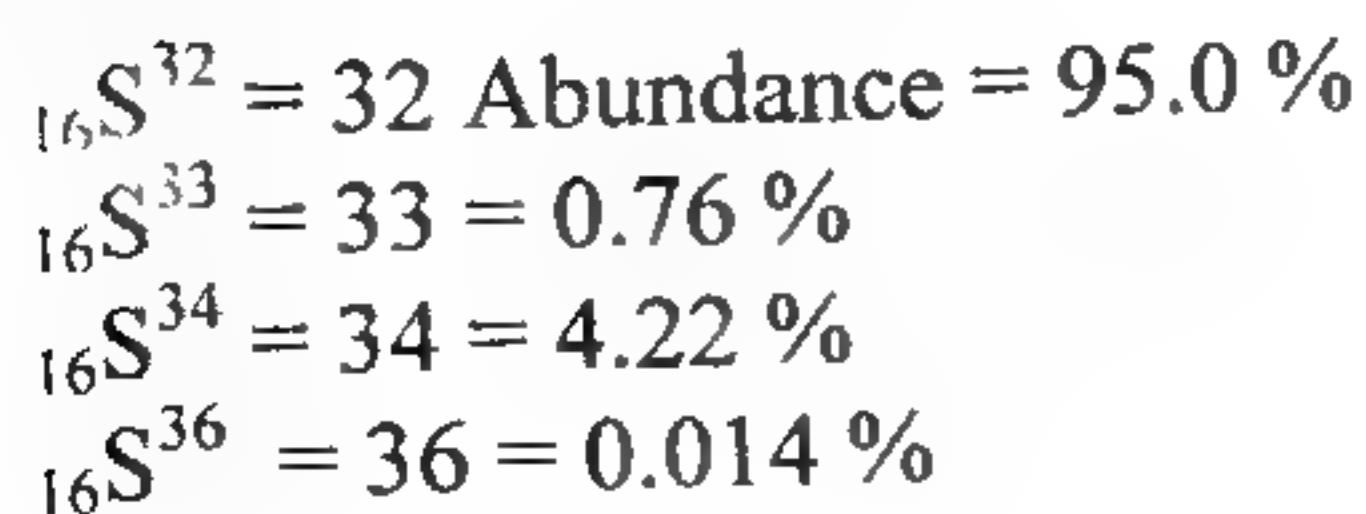 ₁₆S³² = 32 Abundance = 95.0 %
₁₆S³³ = 33 = 0.76 %
₁₆S³⁴ = 34 = 4.22 %
₁₆S³⁶ = 36 = 0.014 %